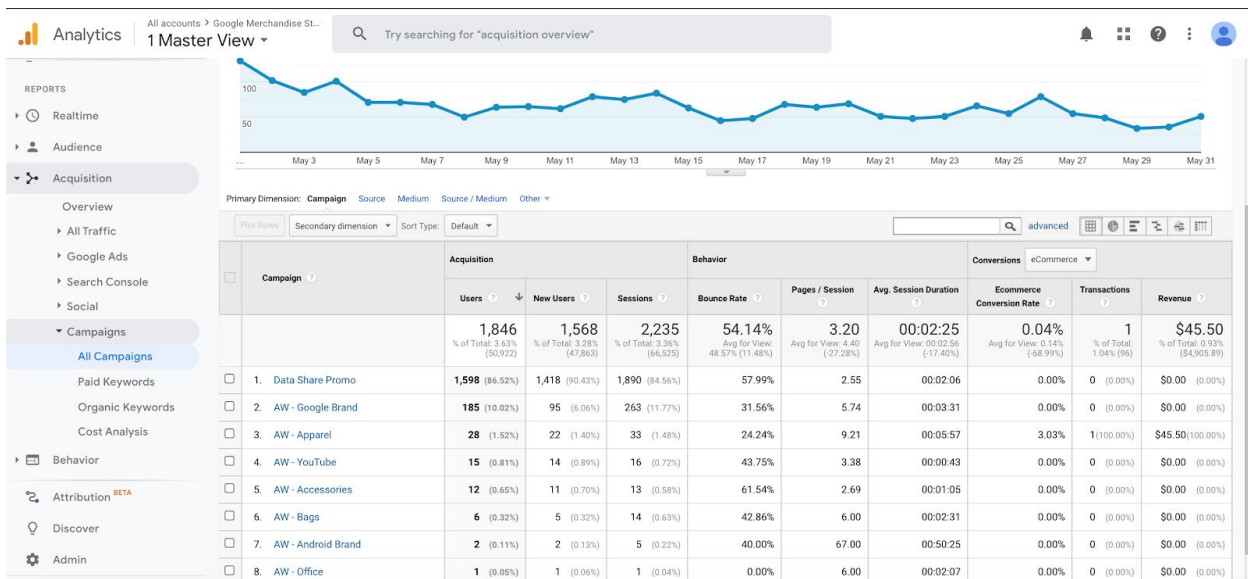 Analytics
All accounts > Google Merchandise St...
1 Master View
Try searching for "acquisition overview"
REPORTS
Realtime
Audience
Acquisition
Overview
All Traffic
Google Ads
Search Console
Social
Campaigns
All Campaigns
Paid Keywords
Organic Keywords
Cost Analysis
Behavior
Attribution BETA
Discover
Admin
100
50
... May 3 May 5 May 7 May 9 May 11 May 13 May 15 May 17 May 19 May 21 May 23 May 25 May 27 May 29 May 31
Primary Dimension: Campaign Source Medium Source / Medium Other
Plot Rows Secondary dimension Sort Type: Default advanced
Campaign ? Acquisition Behavior Conversions eCommerce
Users ? New Users ? Sessions ? Bounce Rate ? Pages / Session ? Avg. Session Duration ? Ecommerce Conversion Rate ? Transactions ? Revenue ?
1,846 1,568 2,235 54.14% 3.20 00:02:25 0.04% 1 $45.50
% of Total: 3.63% (50,922) % of Total: 3.28% (47,863) % of Total: 3.36% (66,525) Avg for View: 48.57% (11.48%) Avg for View: 4.40 (-27.28%) Avg for View: 00:02:56 (-17.40%) Avg for View: 0.14% (-68.99%) % of Total: 1.04% (96) % of Total: 0.93% ($4,905.89)
1. Data Share Promo 1,598 (86.52%) 1,418 (90.43%) 1,890 (84.56%) 57.99% 2.55 00:02:06 0.00% 0 (0.00%) $0.00 (0.00%)
2. AW - Google Brand 185 (10.02%) 95 (6.06%) 263 (11.77%) 31.56% 5.74 00:03:31 0.00% 0 (0.00%) $0.00 (0.00%)
3. AW - Apparel 28 (1.52%) 22 (1.40%) 33 (1.48%) 24.24% 9.21 00:05:57 3.03% 1(100.00%) $45.50(100.00%)
4. AW - YouTube 15 (0.81%) 14 (0.89%) 16 (0.72%) 43.75% 3.38 00:00:43 0.00% 0 (0.00%) $0.00 (0.00%)
5. AW - Accessories 12 (0.65%) 11 (0.70%) 13 (0.58%) 61.54% 2.69 00:01:05 0.00% 0 (0.00%) $0.00 (0.00%)
6. AW - Bags 6 (0.32%) 5 (0.32%) 14 (0.63%) 42.86% 6.00 00:02:31 0.00% 0 (0.00%) $0.00 (0.00%)
7. AW - Android Brand 2 (0.11%) 2 (0.13%) 5 (0.22%) 40.00% 67.00 00:50:25 0.00% 0 (0.00%) $0.00 (0.00%)
8. AW - Office 1 (0.05%) 1 (0.06%) 1 (0.04%) 0.00% 6.00 00:02:07 0.00% 0 (0.00%) $0.00 (0.00%)